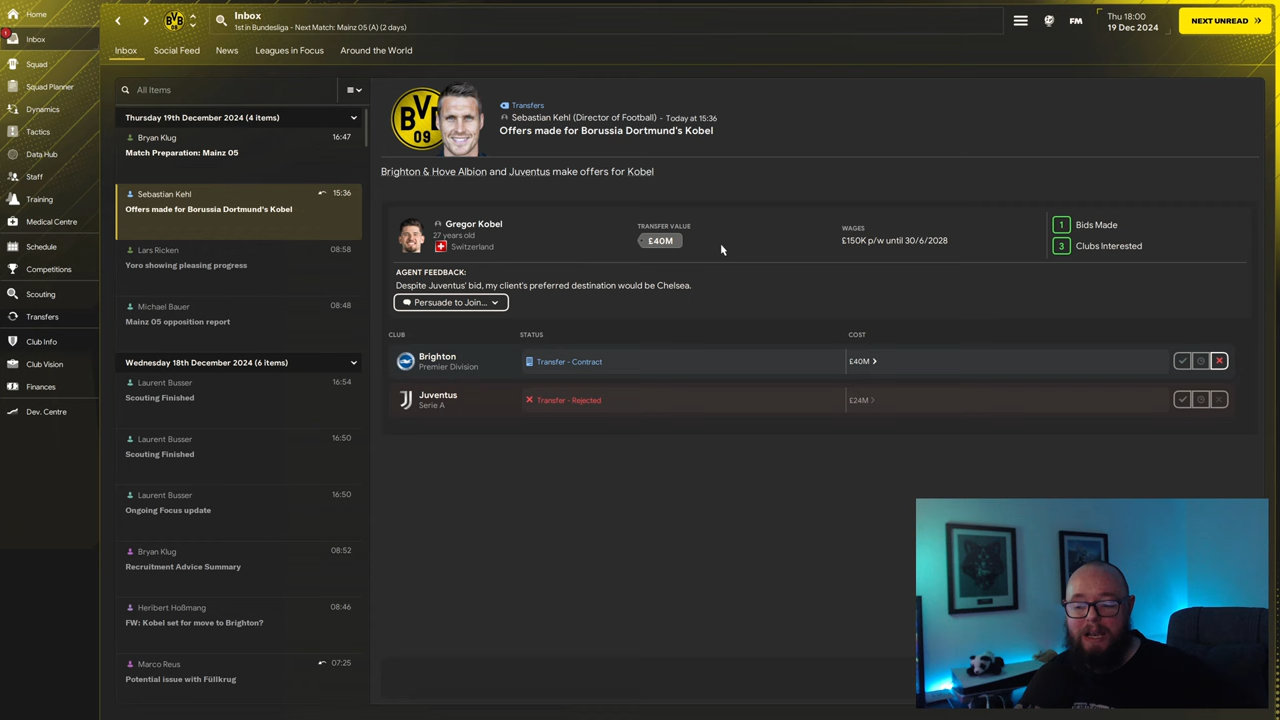 Home
1
Inbox
Squad
Squad Planner
Dynamics
Tactics
Data Hub
Staff
Training
Medical Centre
Schedule
Competitions
Scouting
Transfers
Club Info
Club Vision
Finances
Dev. Centre
BVB
09
Inbox
1st in Bundesliga - Next Match: Mainz 05 (A) (2 days)
FM
Thu 18:00
19 Dec 2024
NEXT UNREAD
Inbox
Social Feed
News
Leagues in Focus
Around the World
All Items
Thursday 19th December 2024 (4 items)
Bryan Klug
16:47
Match Preparation: Mainz 05
Sebastian Kehl
15:36
Offers made for Borussia Dortmund's Kobel
Lars Ricken
08:58
Yoro showing pleasing progress
Michael Bauer
08:48
Mainz 05 opposition report
Wednesday 18th December 2024 (6 items)
Laurent Busser
16:54
Scouting Finished
Laurent Busser
16:50
Scouting Finished
Laurent Busser
16:50
Ongoing Focus update
Bryan Klug
08:52
Recruitment Advice Summary
Heribert Hoßmang
08:46
FW: Kobel set for move to Brighton?
Marco Reus
07:25
Potential issue with Füllkrug
BVB
09
Transfers
Sebastian Kehl (Director of Football) - Today at 15:36
Offers made for Borussia Dortmund's Kobel
Brighton & Hove Albion and Juventus make offers for Kobel
Gregor Kobel
27 years old
Switzerland
TRANSFER VALUE
£40M
WAGES
£150K p/w until 30/6/2028
1 Bids Made
3 Clubs Interested
AGENT FEEDBACK:
Despite Juventus' bid, my client's preferred destination would be Chelsea.
Persuade to Join...
CLUB
STATUS
COST
Brighton
Premier Division
Transfer - Contract
£40M
Juventus
Serie A
Transfer - Rejected
£24M